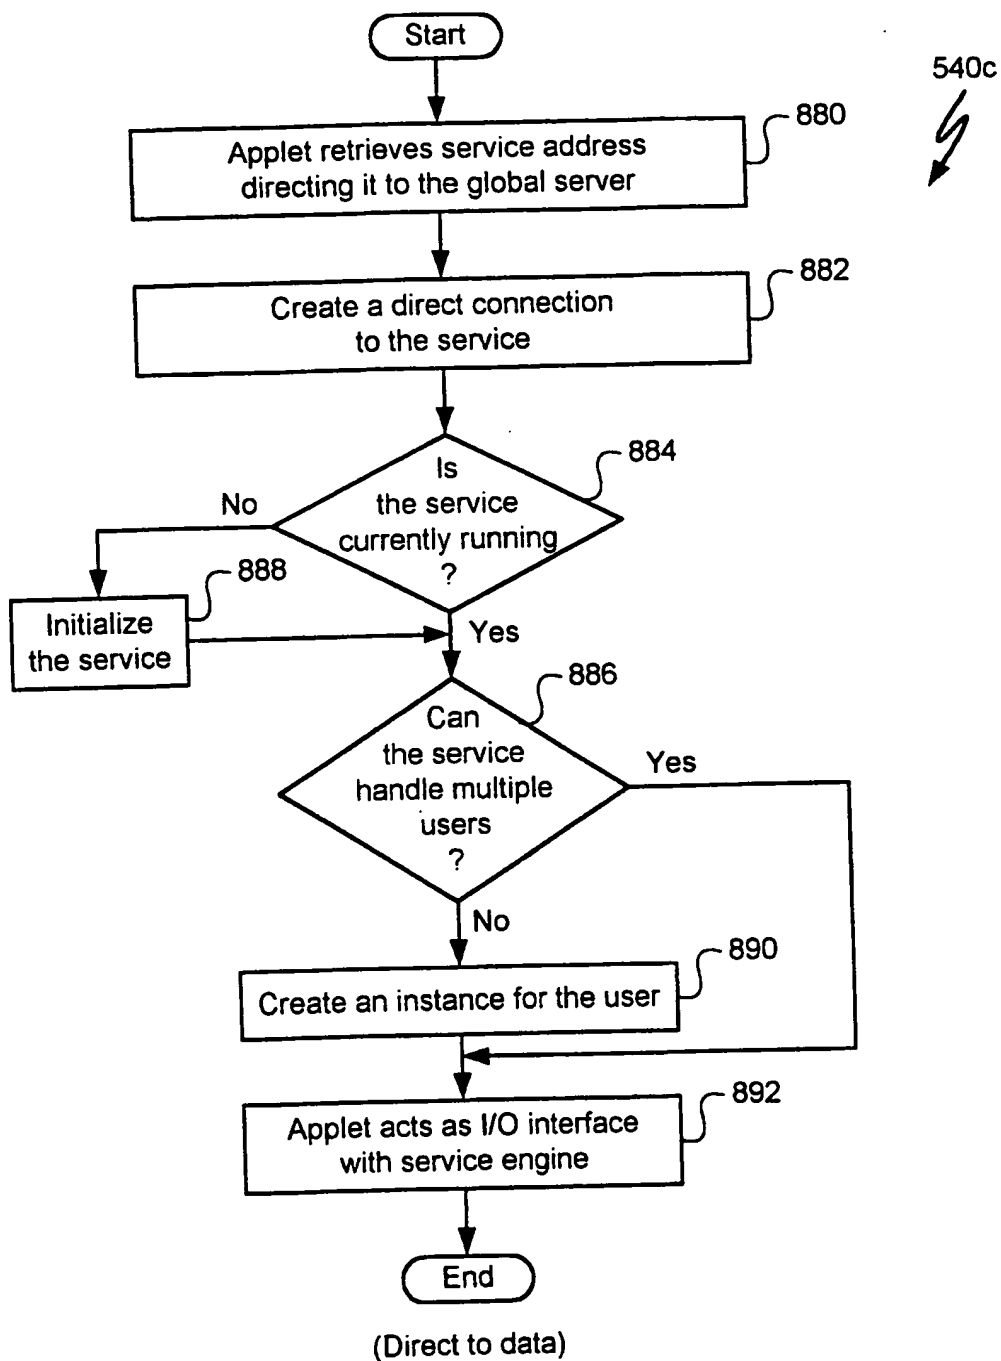 Start
540c
880
Applet retrieves service address
directing it to the global server
882
Create a direct connection
to the service
884
Is
the service
currently running
?
No
888
Initialize
the service
Yes
886
Can
the service
handle multiple
users
?
Yes
No
890
Create an instance for the user
892
Applet acts as I/O interface
with service engine
End
(Direct to data)